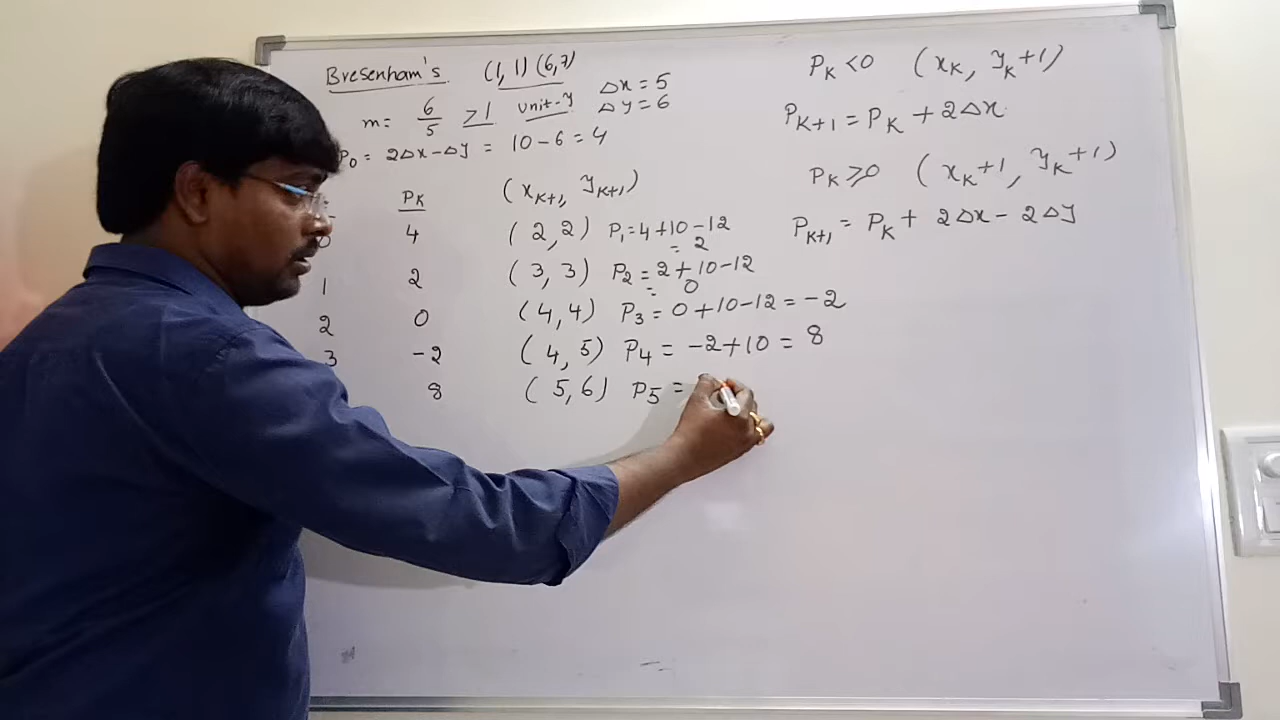 Bresenham's (1, 1) (6,7)
m = 6/5 ≥ 1 unit-y Δx = 5
Δy = 6
P0 = 2Δx - Δy = 10 - 6 = 4
PK (xK+1, yK+1)
0 4 (2,2) P1 = 4 + 10 - 12
= 2
1 2 (3,3) P2 = 2 + 10 - 12
= 0
2 0 (4,4) P3 = 0 + 10 - 12 = -2
3 -2 (4,5) P4 = -2 + 10 = 8
8 (5,6) P5 =
PK < 0 (xK, yK+1)
PK+1 = PK + 2Δx
PK ≥ 0 (xK+1, yK+1)
PK+1 = PK + 2Δx - 2Δy